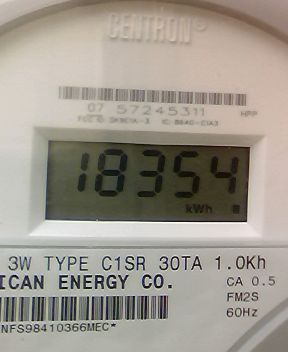 CENTRON®
07 57245311 HPP
18354
kWh
3W TYPE C1SR 30TA 1.0Kh
ICAN ENERGY CO. CA 0.5
FM2S
NFS98410366MEC* 60Hz